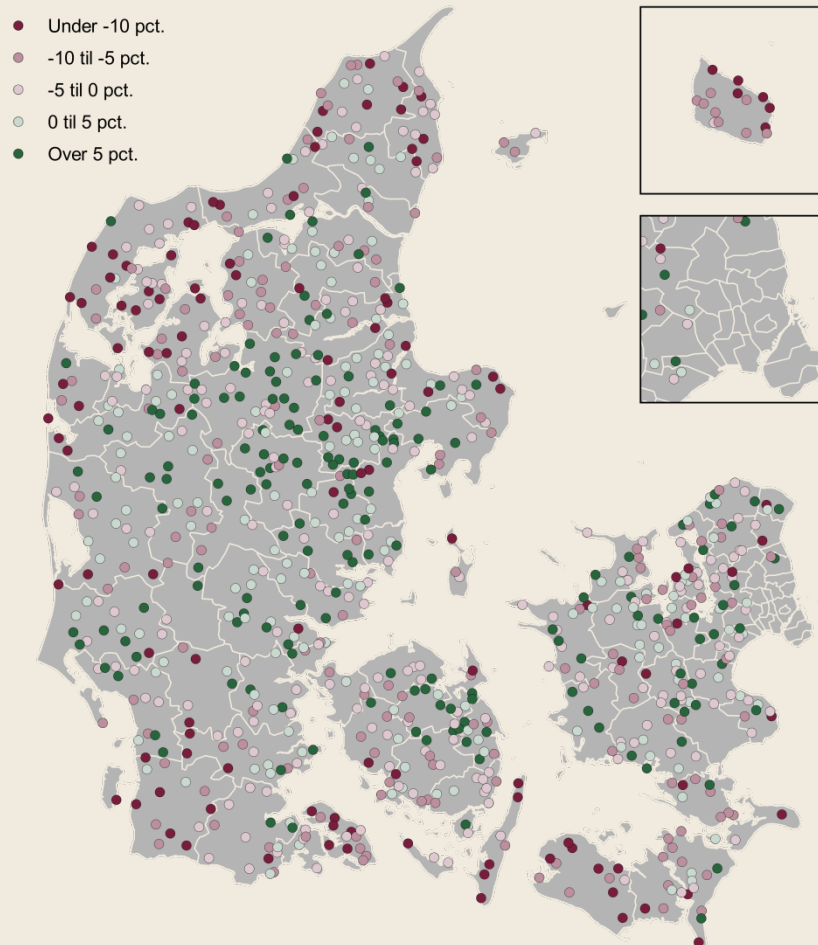 Under -10 pct.
-10 til -5 pct.
-5 til 0 pct.
0 til 5 pct.
Over 5 pct.